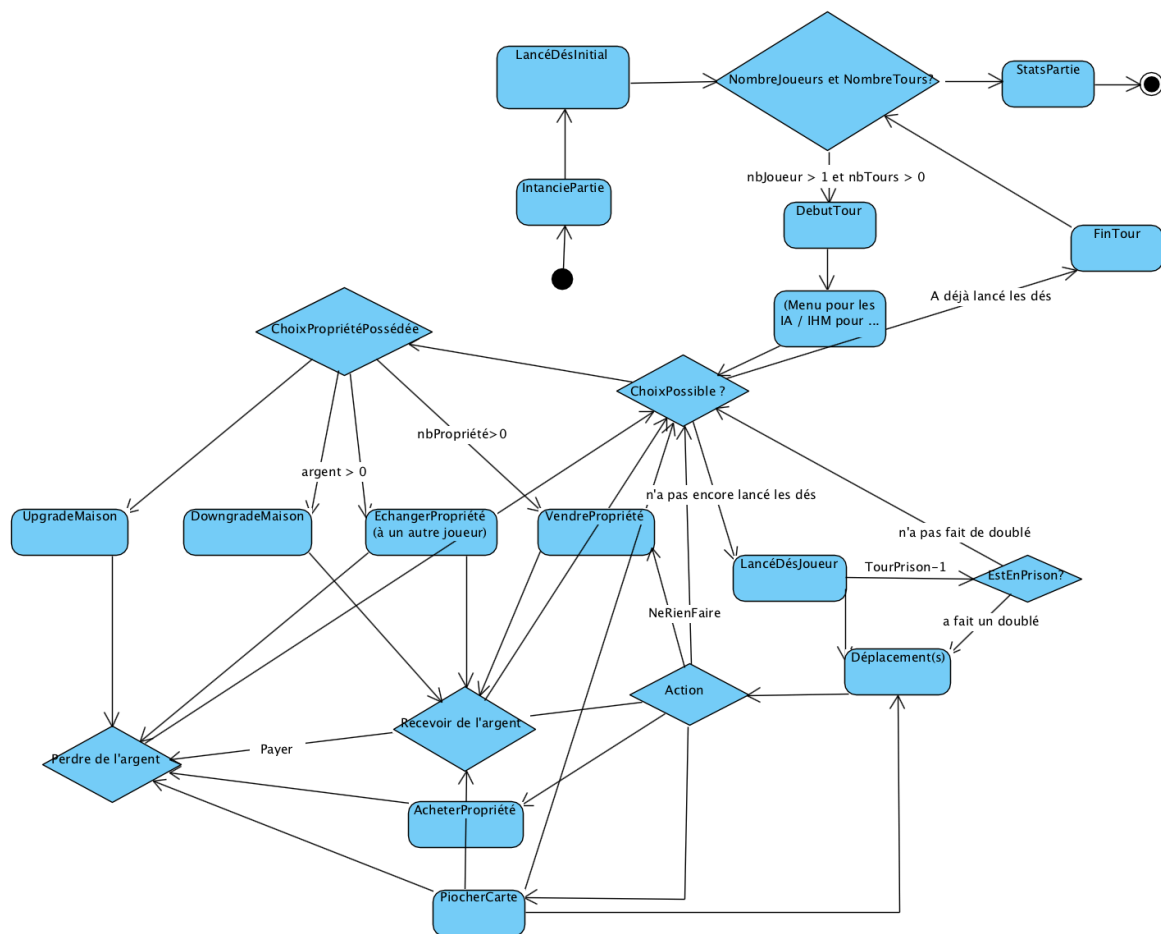 LancéDésInitial
NombreJoueurs et NombreTours?
StatsPartie
nbJoueur > 1 et nbTours > 0
IntanciePartie
DebutTour
FinTour
(Menu pour les
IA / IHM pour ...
A déjà lancé les dés
ChoixPropriétéPossédée
ChoixPossible ?
nbPropriété>0
argent > 0
n'a pas encore lancé les dés
UpgradeMaison
DowngradeMaison
EchangerPropriété
(à un autre joueur)
VendrePropriété
n'a pas fait de doublé
LancéDésJoueur
TourPrison-1
EstEnPrison?
NeRienFaire
a fait un doublé
Déplacement(s)
Action
Recevoir de l'argent
Payer
Perdre de l'argent
AcheterPropriété
PiocherCarte